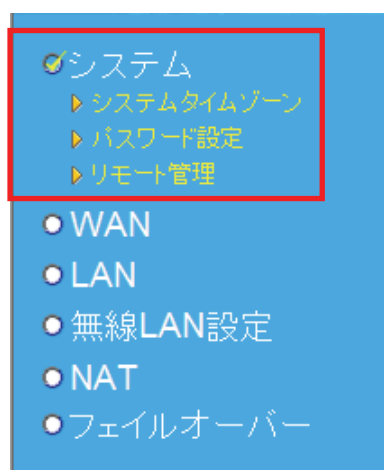 システム
システムタイムゾーン
パスワード設定
リモート管理
WAN
LAN
無線LAN設定
NAT
フェイルオーバー